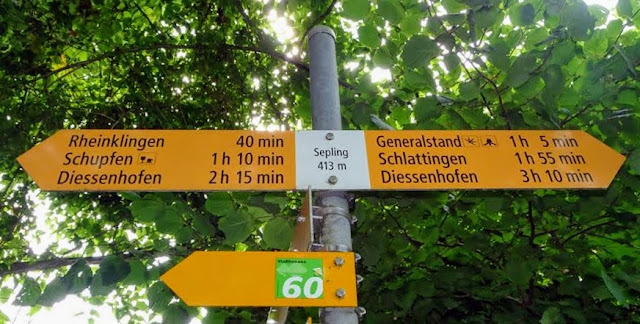 Rheinklingen 40 min
Schupfen 1 h 10 min
Diessenhofen 2 h 15 min
Sepling
413 m
Generalstand 1 h 5 min
Schlattingen 1 h 55 min
Diessenhofen 3 h 10 min
60